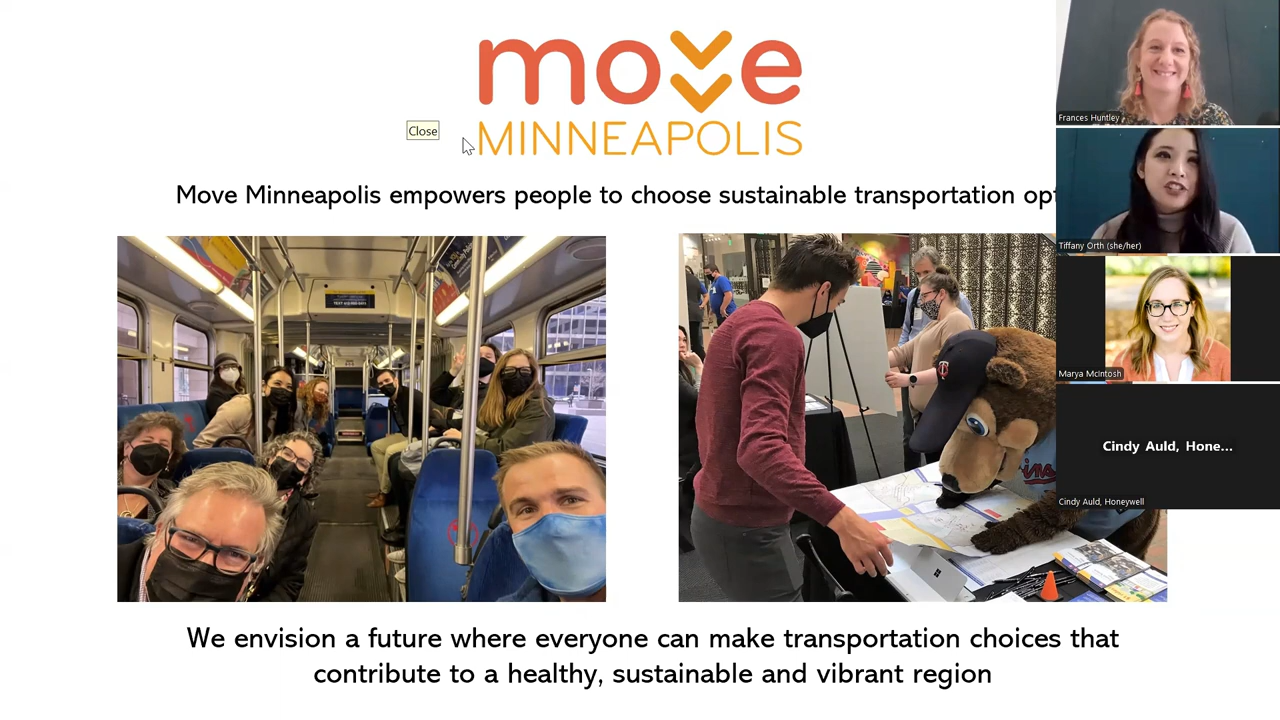 move
MINNEAPOLIS
Close
Move Minneapolis empowers people to choose sustainable transportation opt
We envision a future where everyone can make transportation choices that
contribute to a healthy, sustainable and vibrant region
Frances Huntley
Tiffany Orth (she/her)
Marya McIntosh
Cindy Auld, Hone...
Cindy Auld, Honeywell